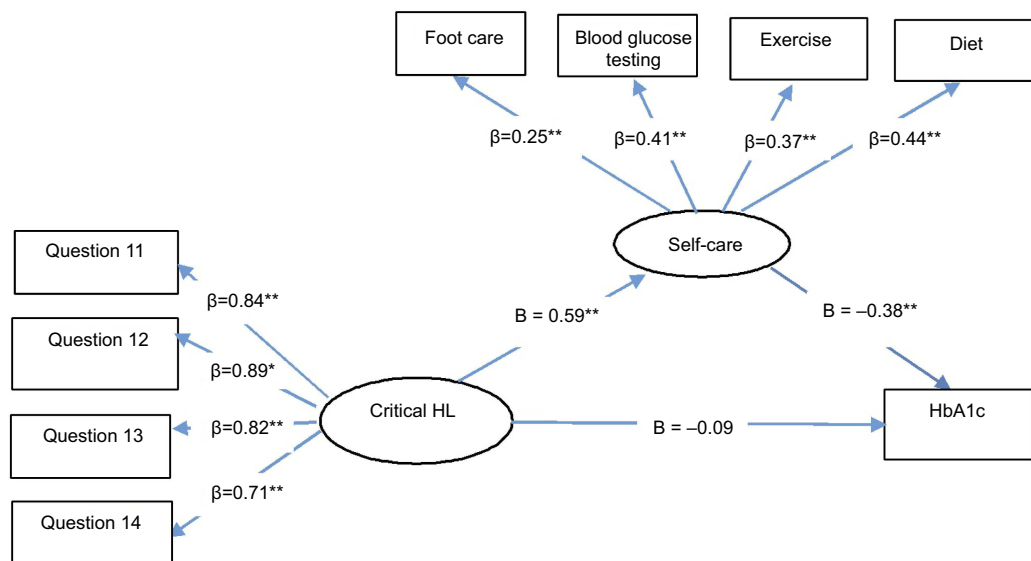 Foot care
Blood glucose
testing
Exercise
Diet
β=0.25**
β=0.41**
β=0.37**
β=0.44**
Self-care
Question 11
β=0.84**
B = 0.59**
B = –0.38**
Question 12
β=0.89*
Critical HL
HbA1c
Question 13
β=0.82**
B = –0.09
β=0.71**
Question 14